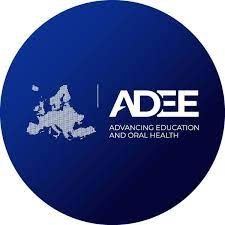 ADEE
ADVANCING EDUCATION
AND ORAL HEALTH